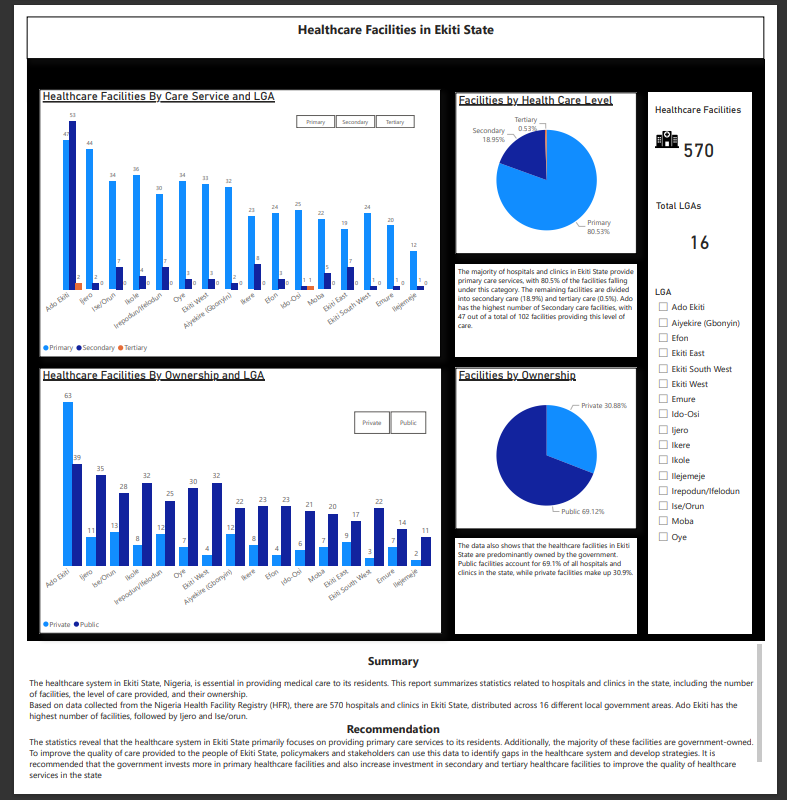 Healthcare Facilities in Ekiti State
Healthcare Facilities By Care Service and LGA
Primary Secondary Tertiary
47 53 2
44 2 0
34 7 0
36 4 0
30 7 0
34 3 0
33 3 0
32 2 0
23 8 0
24 3 0
25 1 1
22 5 0
19 7 0
24 1 0
20 1 0
12 1 0
Ado Ekiti
Ijero
Ise/Orun
Ikole
Irepodun/Ifelodun
Oye
Ekiti West
Aiyekire (Gbonyin)
Ikere
Efon
Ido-Osi
Moba
Ekiti East
Ekiti South West
Emure
Ilejemeje
Primary Secondary Tertiary
Facilities by Health Care Level
Tertiary
0.53%
Secondary
18.95%
Primary
80.53%
The majority of hospitals and clinics in Ekiti State provide
primary care services, with 80.5% of the facilities falling
under this category. The remaining facilities are divided
into secondary care (18.9%) and tertiary care (0.5%). Ado
has the highest number of Secondary care facilities, with
47 out of a total of 102 facilities providing this level of
care.
Healthcare Facilities By Ownership and LGA
Private Public
63 39
11 35
13 28
8 32
12 25
7 30
4 32
12 22
8 23
4 23
6 21
7 20
9 17
3 22
8 14
2 11
Ado Ekiti
Ijero
Ise/Orun
Ikole
Irepodun/Ifelodun
Oye
Ekiti West
Aiyekire (Gbonyin)
Ikere
Efon
Ido-Osi
Moba
Ekiti East
Ekiti South West
Emure
Ilejemeje
Private Public
Facilities by Ownership
Private 30.88%
Public 69.12%
The data also shows that the healthcare facilities in Ekiti
State are predominantly owned by the government.
Public facilities account for 69.1% of all hospitals and
clinics in the state, while private facilities make up 30.9%.
Healthcare Facilities
570
Total LGAs
16
LGA
Ado Ekiti
Aiyekire (Gbonyin)
Efon
Ekiti East
Ekiti South West
Ekiti West
Emure
Ido-Osi
Ijero
Ikere
Ikole
Ilejemeje
Irepodun/Ifelodun
Ise/Orun
Moba
Oye
Summary
The healthcare system in Ekiti State, Nigeria, is essential in providing medical care to its residents. This report summarizes statistics related to hospitals and clinics in the state, including the number
of facilities, the level of care provided, and their ownership.
Based on data collected from the Nigeria Health Facility Registry (HFR), there are 570 hospitals and clinics in Ekiti State, distributed across 16 different local government areas. Ado Ekiti has the
highest number of facilities, followed by Ijero and Ise/orun.
Recommendation
The statistics reveal that the healthcare system in Ekiti State primarily focuses on providing primary care services to its residents. Additionally, the majority of these facilities are government-owned.
To improve the quality of care provided to the people of Ekiti State, policymakers and stakeholders can use this data to identify gaps in the healthcare system and develop strategies. It is
recommended that the government invests more in primary healthcare facilities and also increase investment in secondary and tertiary healthcare facilities to improve the quality of healthcare
services in the state